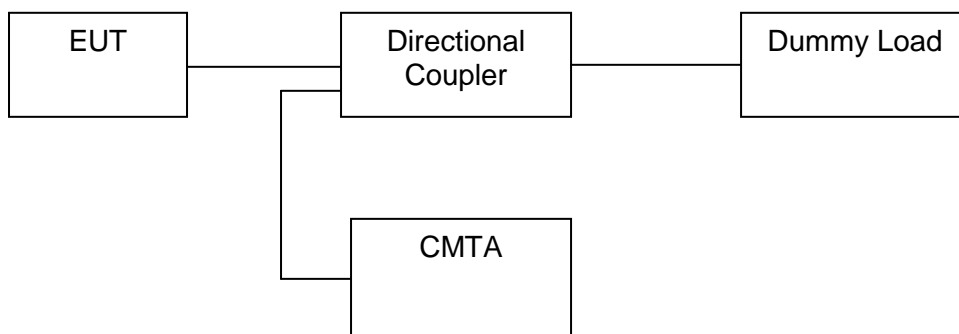 EUT
Directional
Coupler
Dummy Load
CMTA